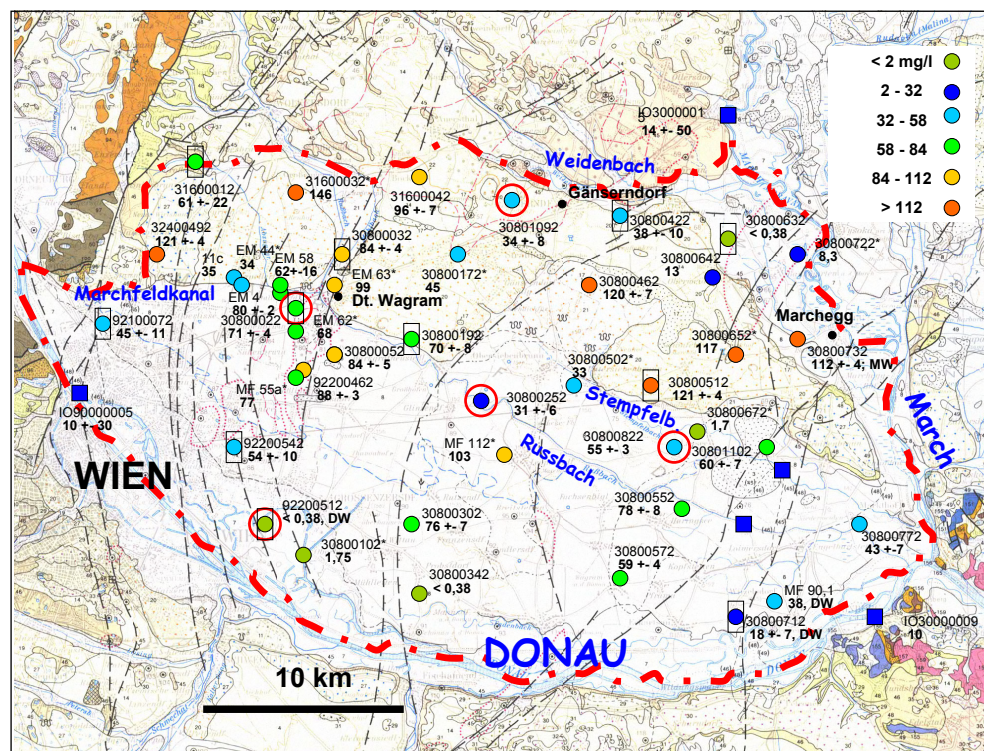 < 2 mg/l
2 - 32
32 - 58
58 - 84
84 - 112
> 112
IO3000001
14 +- 50
Weidenbach
Gänserndorf
31600012
61 +- 22
31600032*
146
31600042
96 +- 7
30801092
34 +- 8
30800422
38 +- 10
30800632*
< 0,38
30800722*
8,3
32400492
121 +- 4
11c
35
EM 44*
34
EM 58
62+-16
30800032
84 +- 4
EM 63*
99
30800172*
45
30800462
120 +- 7
30800642
13
Marchfeldkanal
EM 4
80 +- 2
Dt. Wagram
92100072
45 +- 11
30800022
71 +- 4
EM 62*
68
30800192
70 +- 8
30800652*
117
Marchegg
30800732
112 +- 4; MW
30800052
84 +- 5
30800502*
33
30800512
121 +- 4
MF 55a*
77
92200462
88 +- 3
IO90000005
10 +- 30
30800252
31 +- 6
Stempfelb.
30800672*
1,7
WIEN
92200542
54 +- 10
MF 112*
103
Russbach
30800822
55 +- 3
30801102
60 +- 7
March
92200512
< 0,38, DW
30800302
76 +- 7
30800552
78 +- 8
30800772
43 +-7
30800102*
1,75
30800342
< 0,38
30800572
59 +- 4
MF 90,1
38, DW
30800712
18 +- 7, DW
IO30000009
10
DONAU
10 km